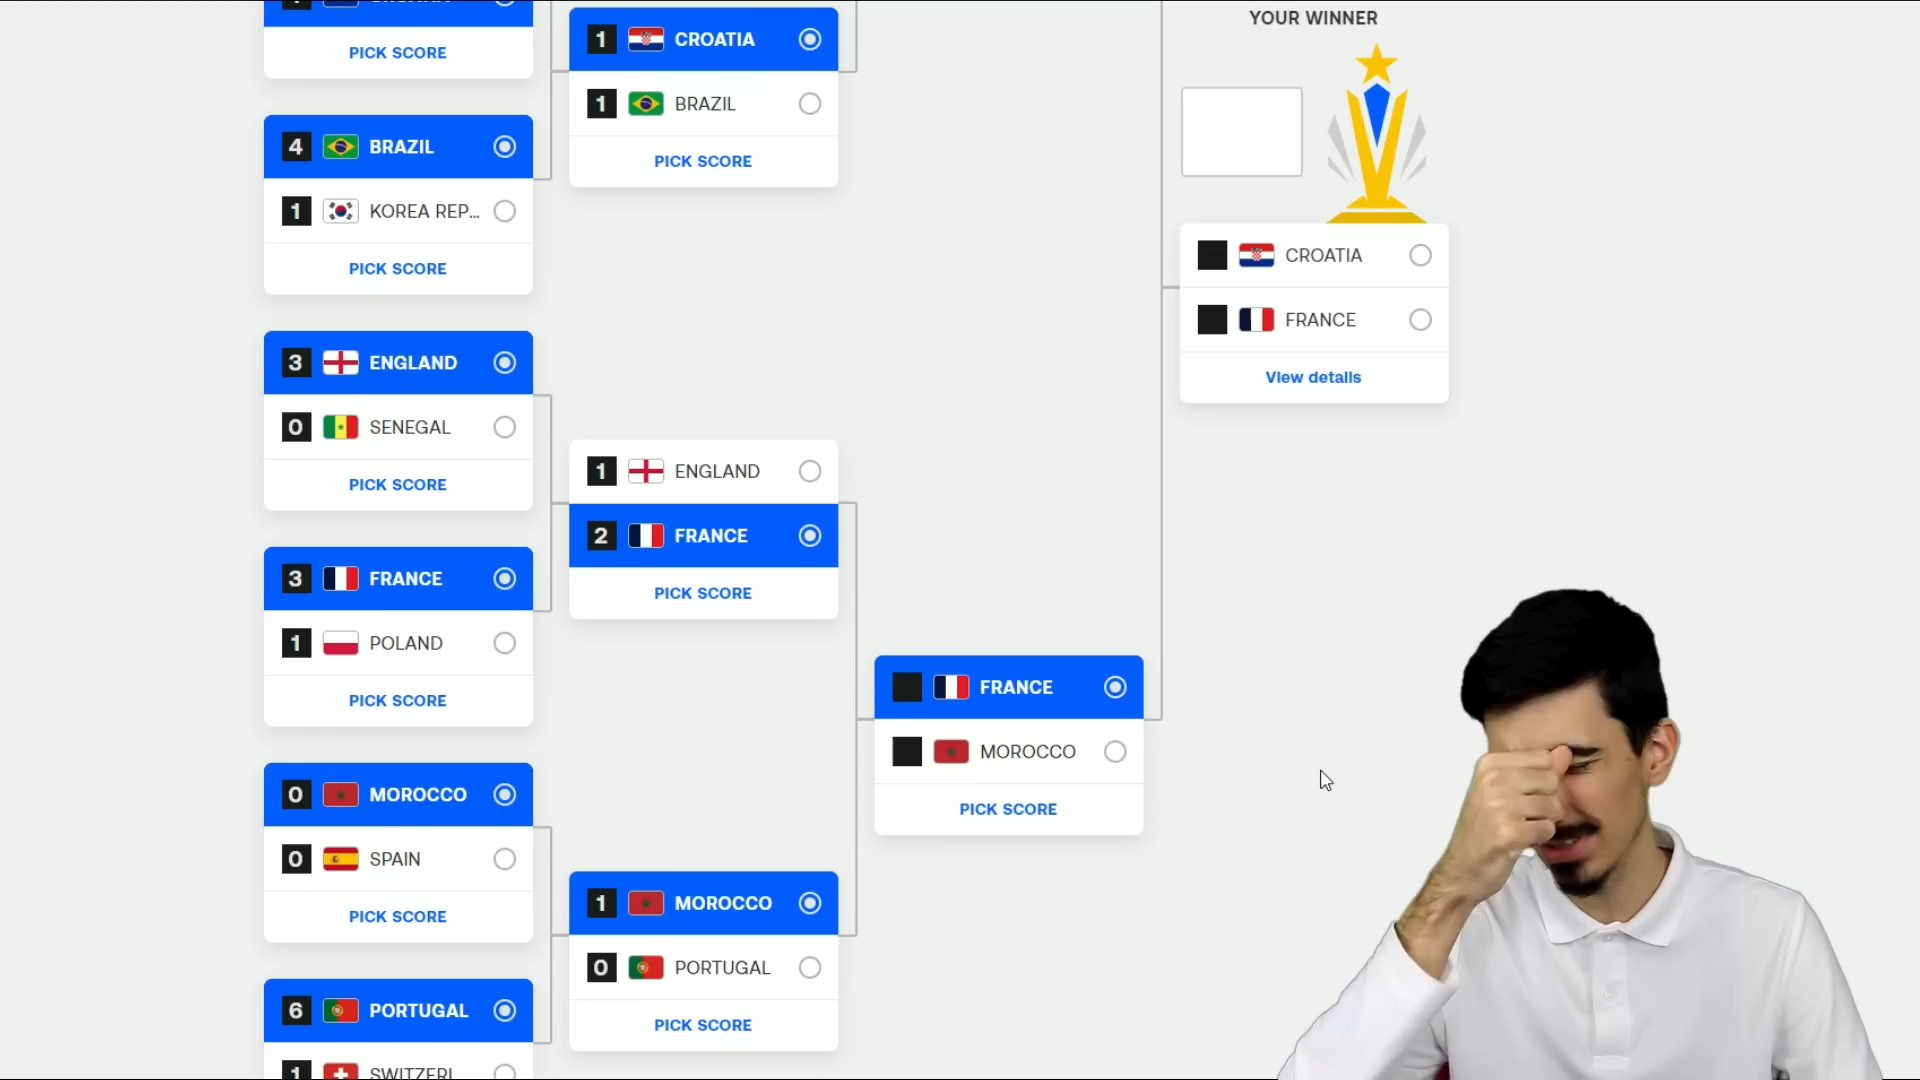 PICK SCORE
4 BRAZIL
1 KOREA REP...
PICK SCORE
3 ENGLAND
0 SENEGAL
PICK SCORE
3 FRANCE
1 POLAND
PICK SCORE
0 MOROCCO
0 SPAIN
PICK SCORE
6 PORTUGAL
1 SWITZERL
1 CROATIA
1 BRAZIL
PICK SCORE
1 ENGLAND
2 FRANCE
PICK SCORE
1 MOROCCO
0 PORTUGAL
PICK SCORE
FRANCE
MOROCCO
PICK SCORE
YOUR WINNER
CROATIA
FRANCE
View details